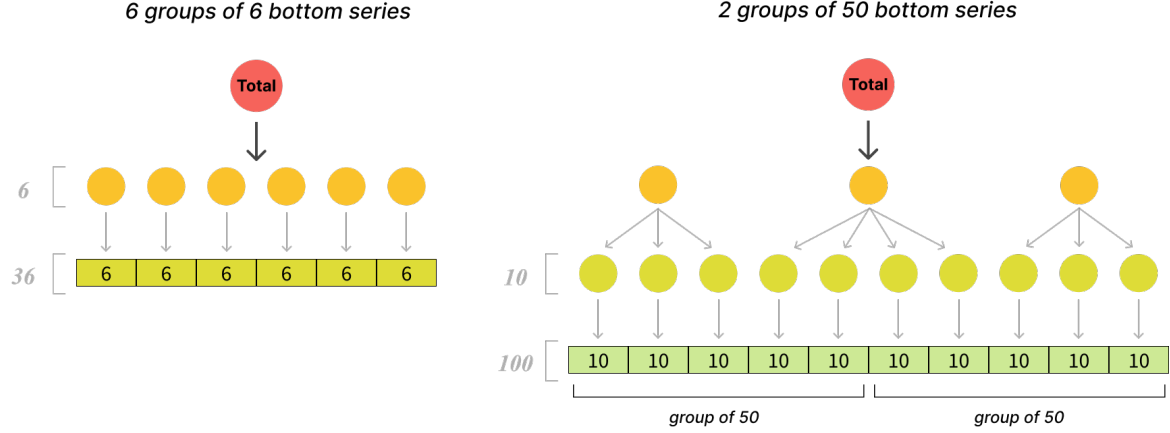 6 groups of 6 bottom series
Total
6
36
6 6 6 6 6 6
2 groups of 50 bottom series
Total
10
100
10 10 10 10 10 10 10 10 10 10
group of 50
group of 50